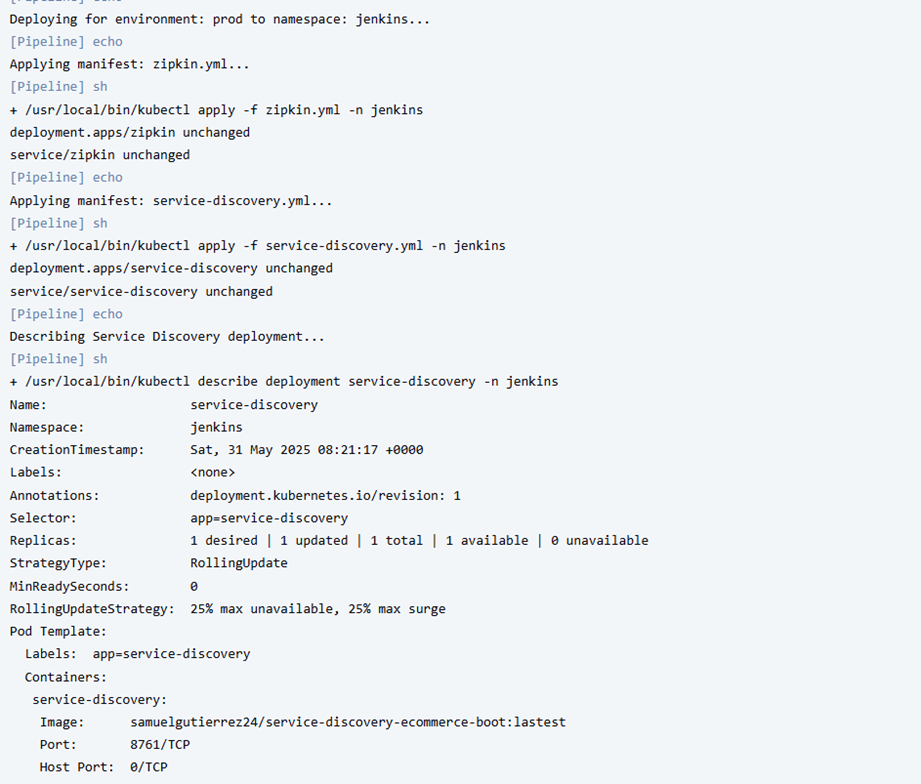 Deploying for environment: prod to namespace: jenkins...
[Pipeline] echo
Applying manifest: zipkin.yml...
[Pipeline] sh
+ /usr/local/bin/kubectl apply -f zipkin.yml -n jenkins
deployment.apps/zipkin unchanged
service/zipkin unchanged
[Pipeline] echo
Applying manifest: service-discovery.yml...
[Pipeline] sh
+ /usr/local/bin/kubectl apply -f service-discovery.yml -n jenkins
deployment.apps/service-discovery unchanged
service/service-discovery unchanged
[Pipeline] echo
Describing Service Discovery deployment...
[Pipeline] sh
+ /usr/local/bin/kubectl describe deployment service-discovery -n jenkins
Name:                   service-discovery
Namespace:              jenkins
CreationTimestamp:      Sat, 31 May 2025 08:21:17 +0000
Labels:                 <none>
Annotations:            deployment.kubernetes.io/revision: 1
Selector:               app=service-discovery
Replicas:               1 desired | 1 updated | 1 total | 1 available | 0 unavailable
StrategyType:           RollingUpdate
MinReadySeconds:        0
RollingUpdateStrategy:  25% max unavailable, 25% max surge
Pod Template:
  Labels:  app=service-discovery
  Containers:
   service-discovery:
    Image:      samuelgutierrez24/service-discovery-ecommerce-boot:lastest
    Port:       8761/TCP
    Host Port:  0/TCP